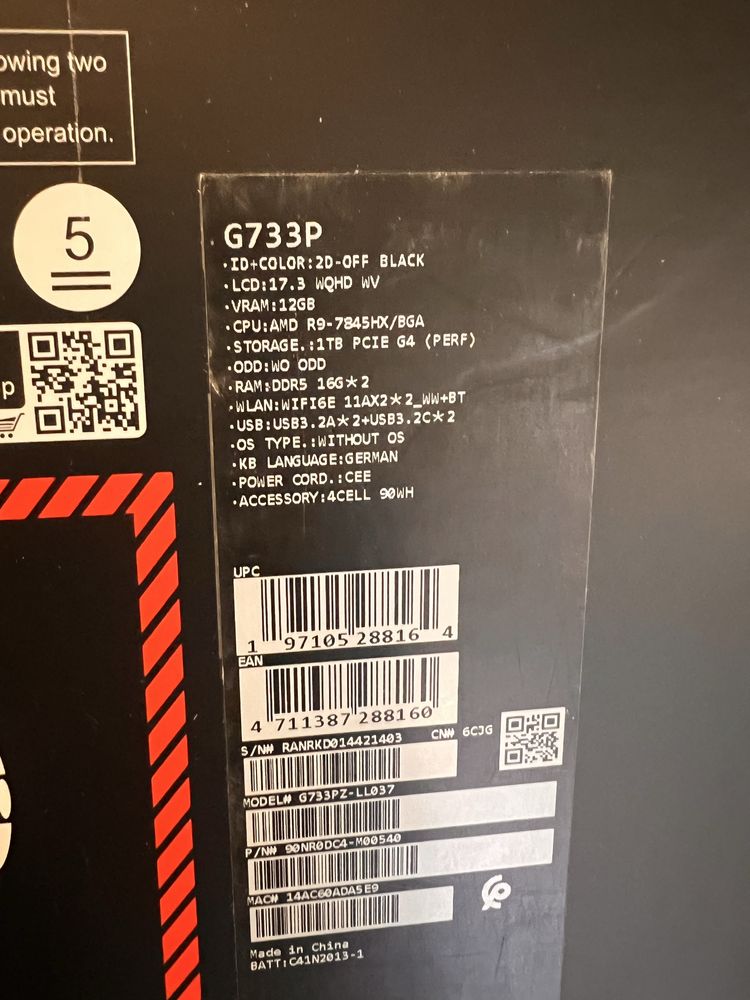 owing two
must
operation.
5
p
G733P
·ID+COLOR:2D-OFF BLACK
·LCD:17.3 WQHD WV
·VRAM:12GB
·CPU:AMD R9-7845HX/BGA
·STORAGE.:1TB PCIE G4 (PERF)
·ODD:WO ODD
·RAM:DDR5 16G*2
·WLAN:WIFI6E 11AX2*2_WW+BT
·USB:USB3.2A*2+USB3.2C*2
·OS TYPE.:WITHOUT OS
·KB LANGUAGE:GERMAN
·POWER CORD.:CEE
·ACCESSORY:4CELL 90WH
UPC
1 97105 28816 4
EAN
4 711387 288160
S/N# RANRKD014421403 CN# 6CJG
MODEL# G733PZ-LL037
P/N# 90NR0DC4-M00540
MAC# 14AC60ADA5E9
Made in China
BATT:C41N2013-1